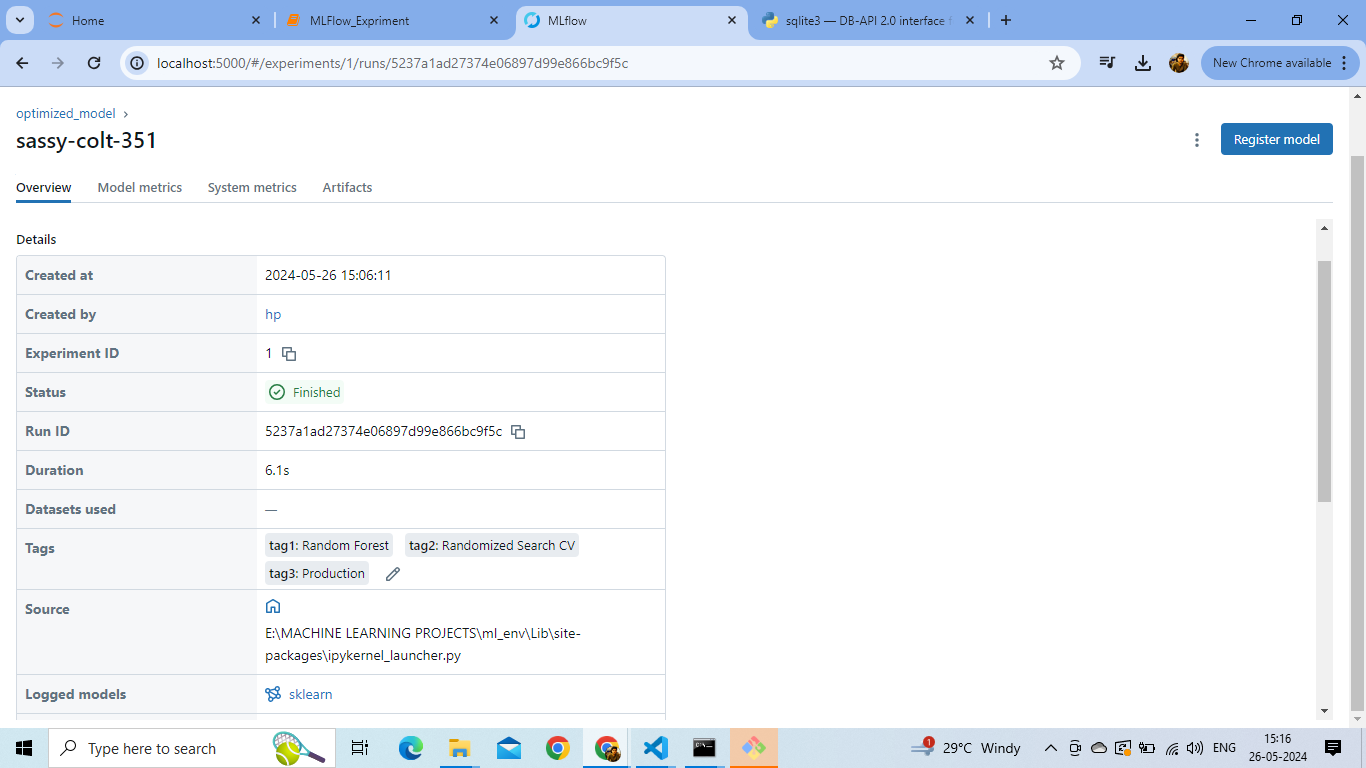 Home
MLFlow_Expriment
MLflow
sqlite3 — DB-API 2.0 interface f
localhost:5000/#/experiments/1/runs/5237a1ad27374e06897d99e866bc9f5c
New Chrome available
optimized_model
sassy-colt-351
Register model
Overview Model metrics System metrics Artifacts
Details
Created at 2024-05-26 15:06:11
Created by hp
Experiment ID 1
Status Finished
Run ID 5237a1ad27374e06897d99e866bc9f5c
Duration 6.1s
Datasets used —
Tags tag1: Random Forest tag2: Randomized Search CV
tag3: Production
Source
E:\MACHINE LEARNING PROJECTS\ml_env\Lib\site-
packages\ipykernel_launcher.py
Logged models sklearn
Type here to search
1
29°C Windy
ENG
15:16
26-05-2024